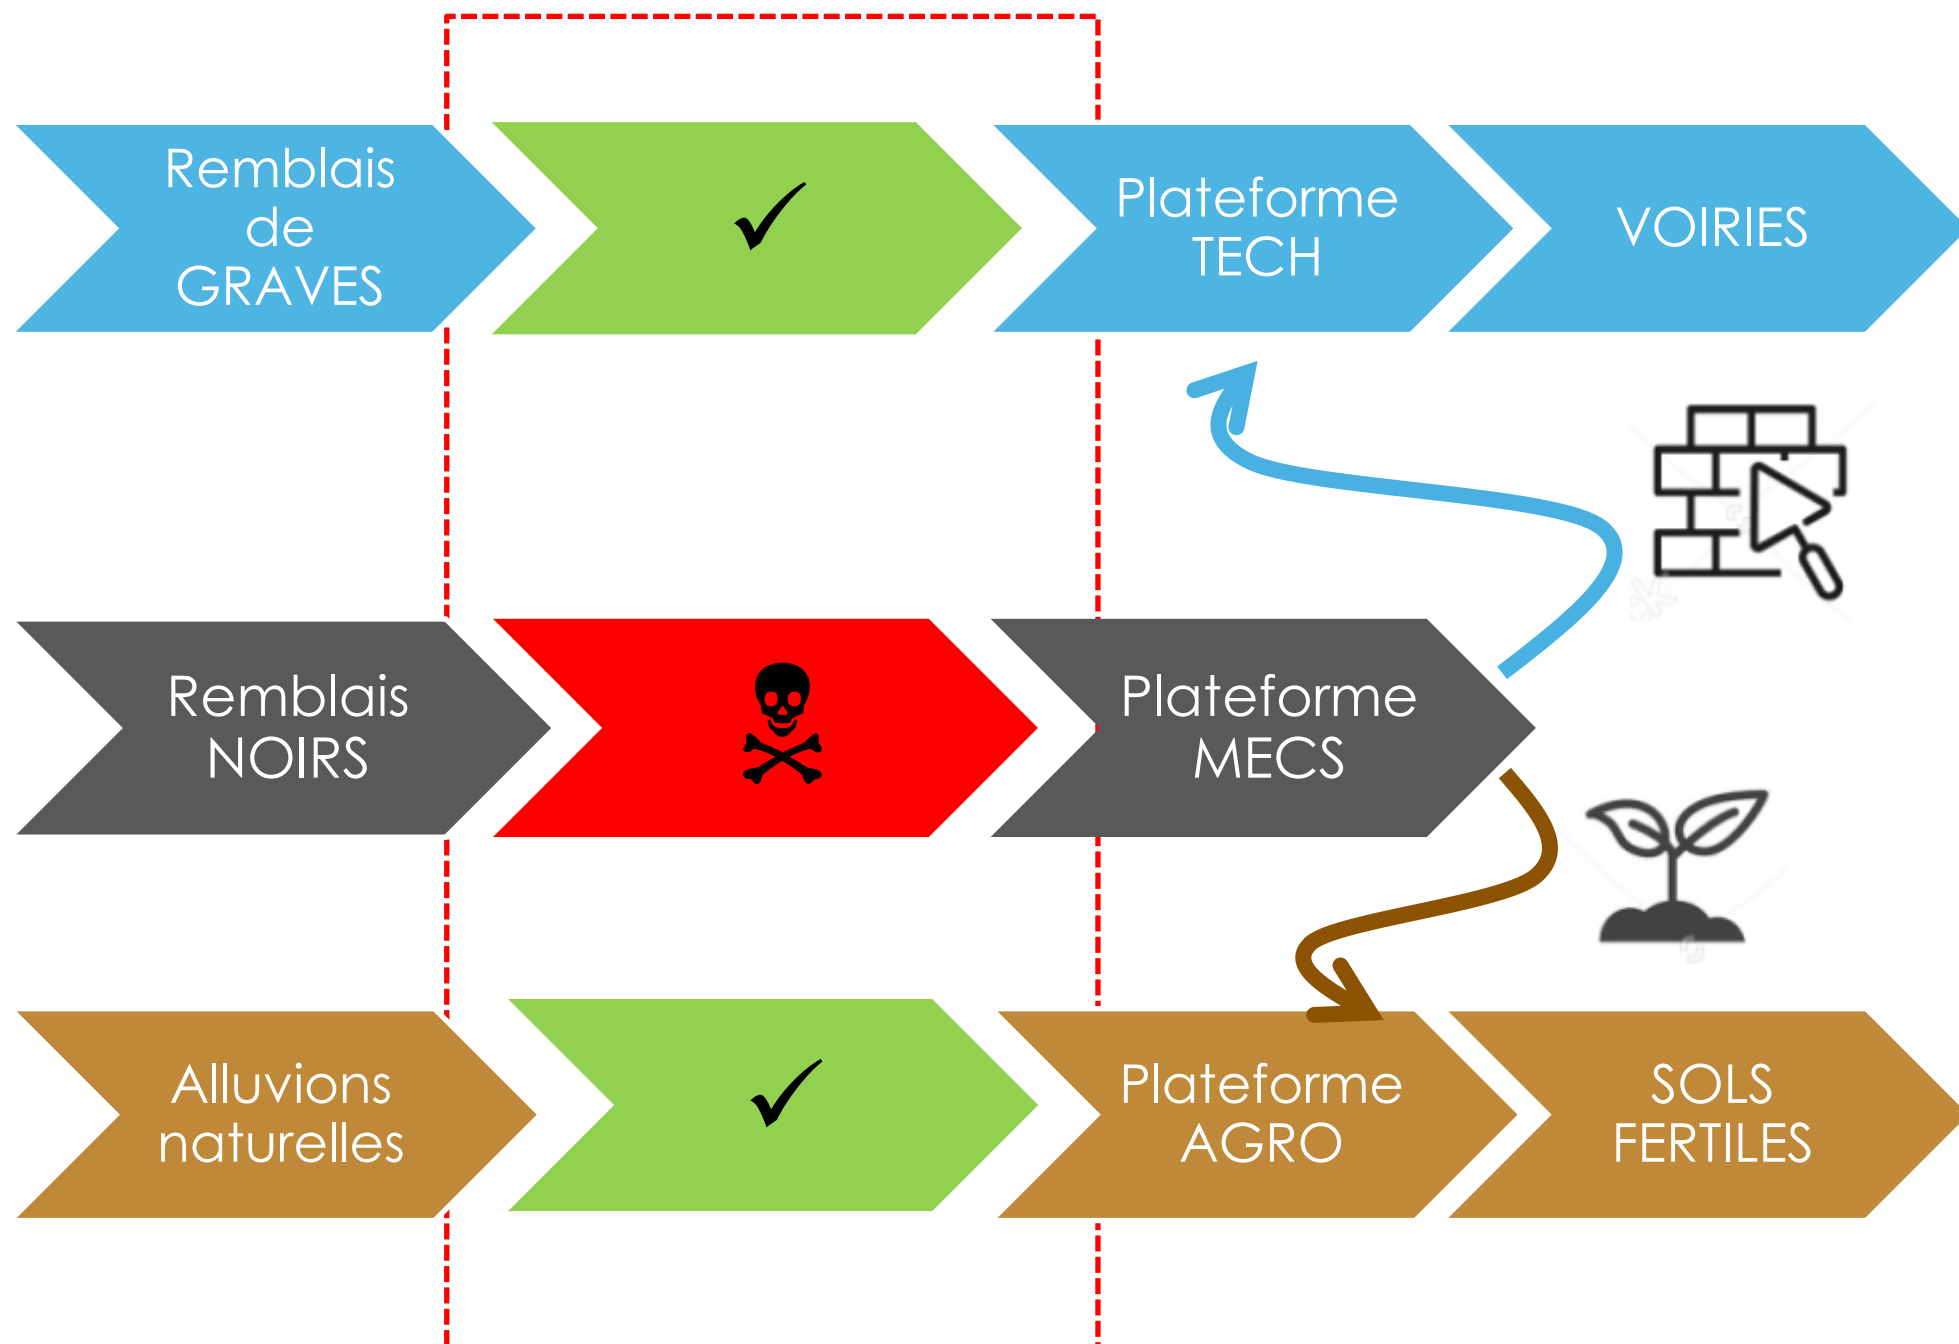 Remblais
de
GRAVES
✓
Plateforme
TECH
VOIRIES
Remblais
NOIRS
Plateforme
MECS
Alluvions
naturelles
✓
Plateforme
AGRO
SOLS
FERTILES